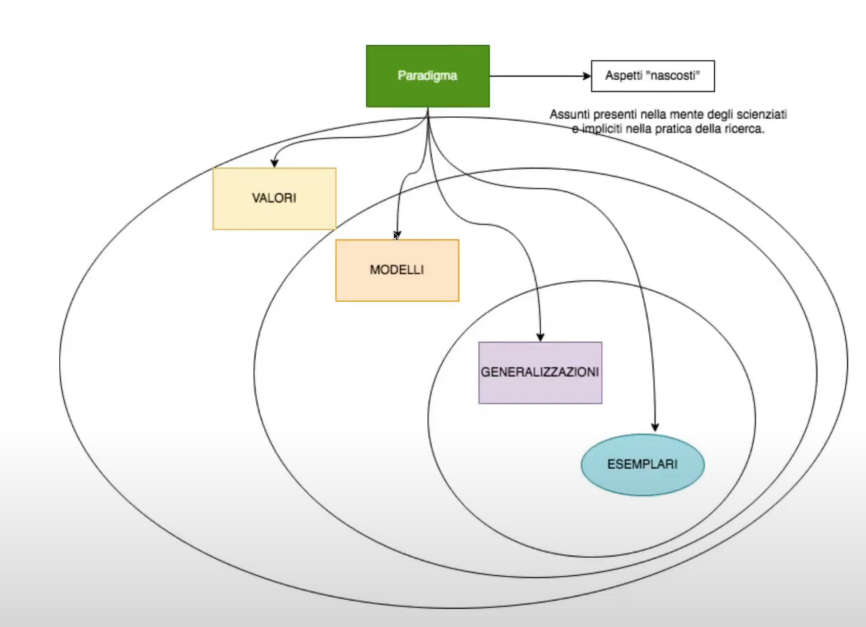 Paradigma
Aspetti "nascosti"
Assunti presenti nella mente degli scienziati
e impliciti nella pratica della ricerca.
VALORI
MODELLI
GENERALIZZAZIONI
ESEMPLARI